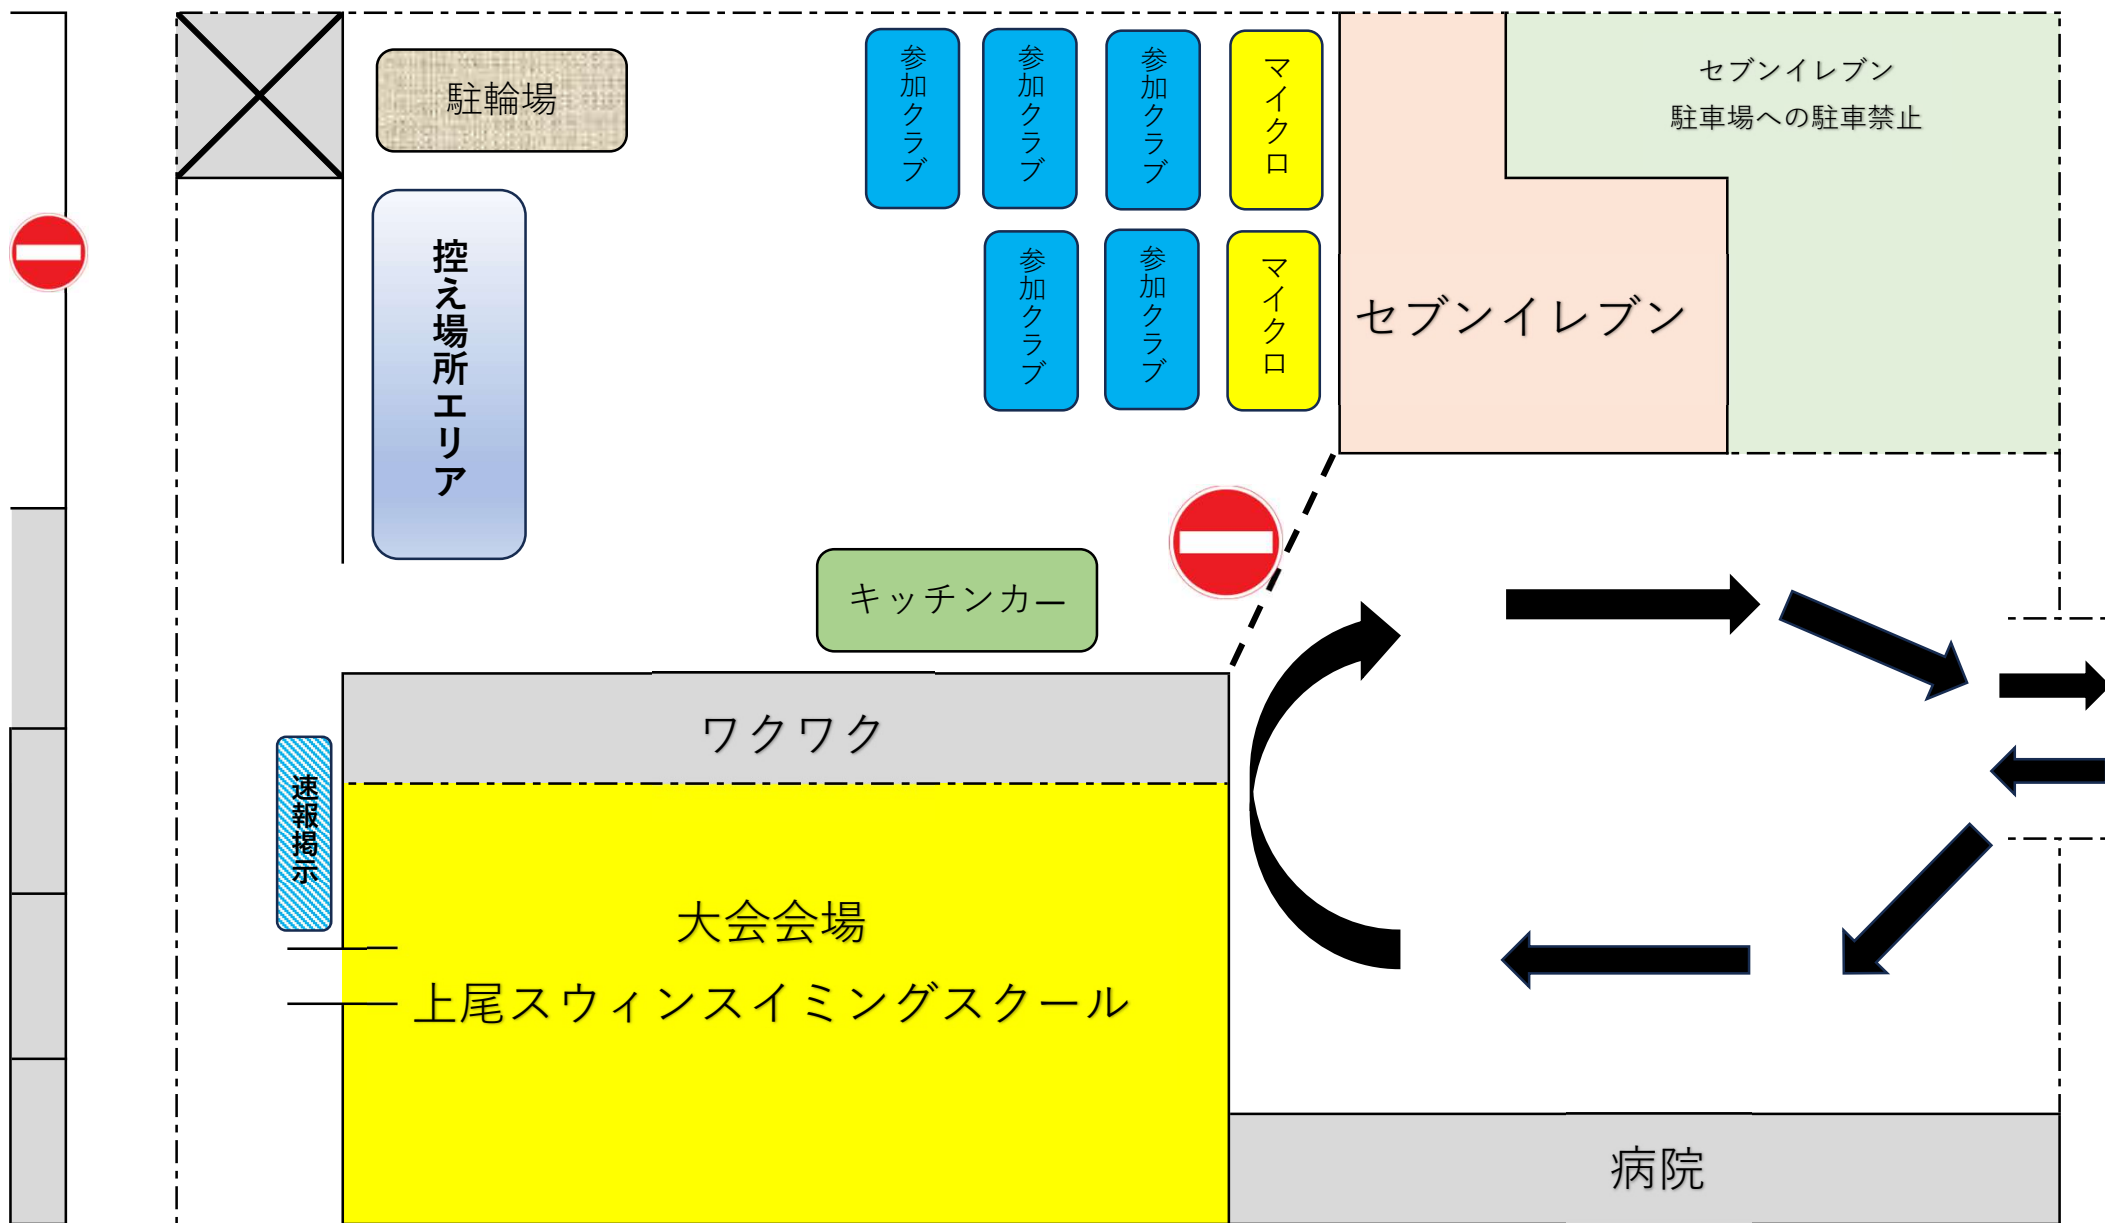 駐輪場
参加クラブ
参加クラブ
参加クラブ
マイクロ
セブンイレブン
駐車場への駐車禁止
控え場所エリア
参加クラブ
参加クラブ
マイクロ
セブンイレブン
キッチンカー
ワクワク
速報掲示
大会会場
上尾スウィンスイミングスクール
病院